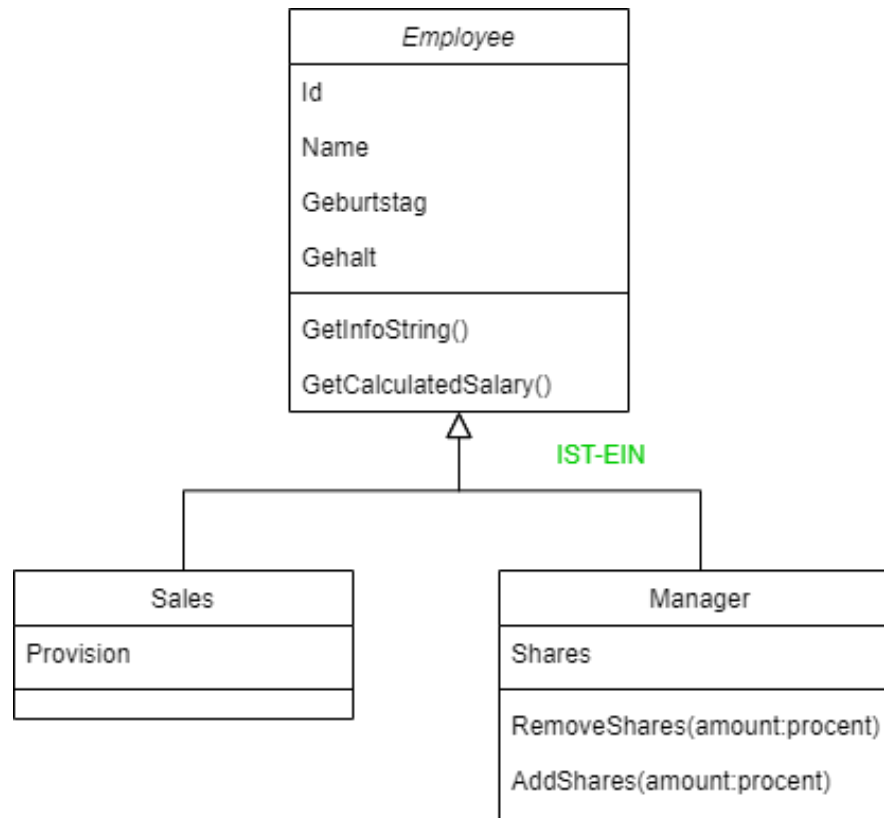 Employee
Id
Name
Geburtstag
Gehalt
GetInfoString()
GetCalculatedSalary()
IST-EIN
Sales
Provision
Manager
Shares
RemoveShares(amount:procent)
AddShares(amount:procent)